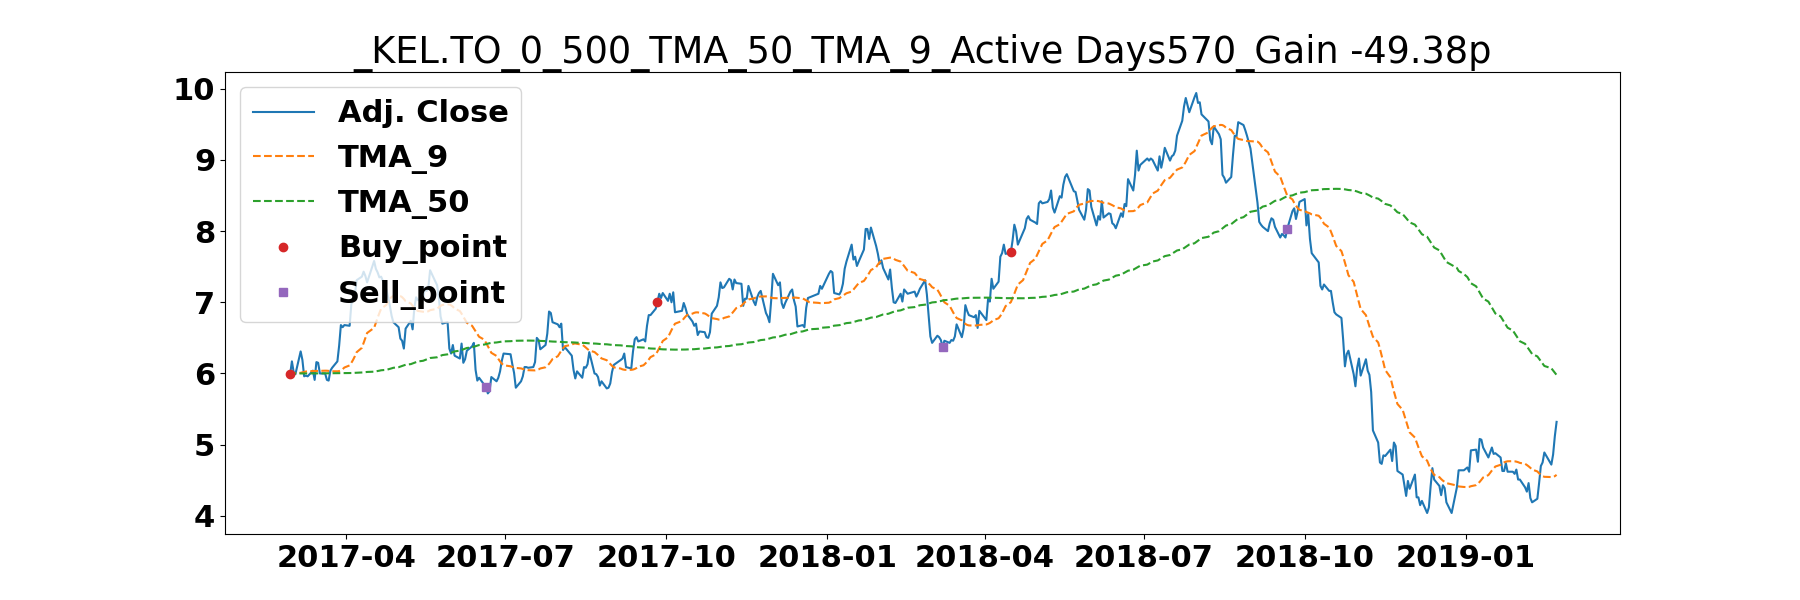 _KEL.TO_0_500_TMA_50_TMA_9_Active Days570_Gain -49.38p
10
9
8
7
6
5
4
Adj. Close
TMA_9
TMA_50
Buy_point
Sell_point
2017-04 2017-07 2017-10 2018-01 2018-04 2018-07 2018-10 2019-01